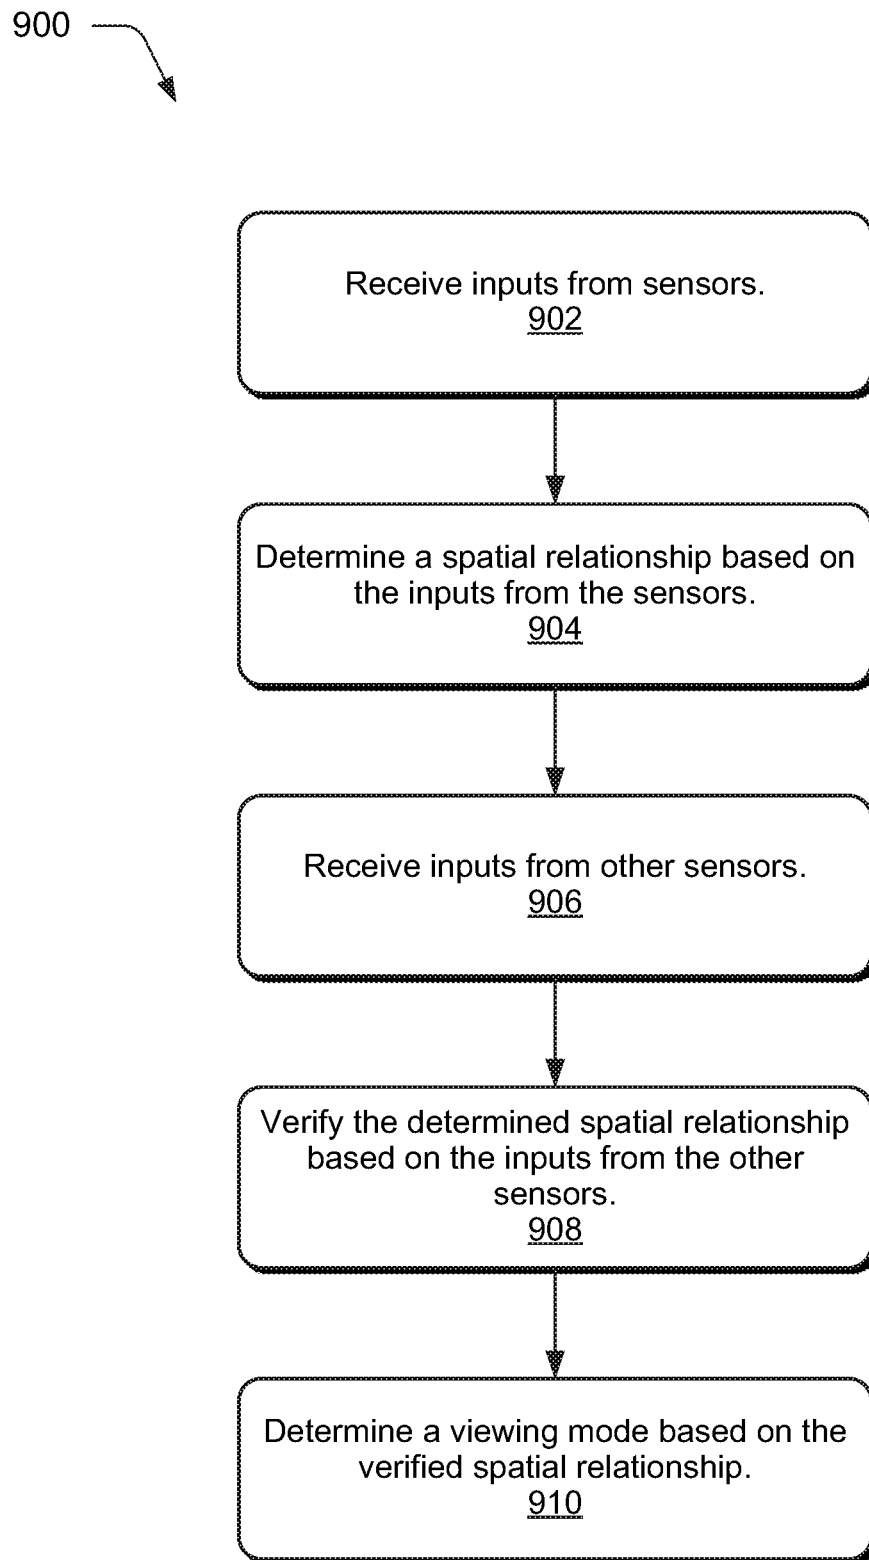 900
Receive inputs from sensors.
902
Determine a spatial relationship based on
the inputs from the sensors.
904
Receive inputs from other sensors.
906
Verify the determined spatial relationship
based on the inputs from the other
sensors.
908
Determine a viewing mode based on the
verified spatial relationship.
910